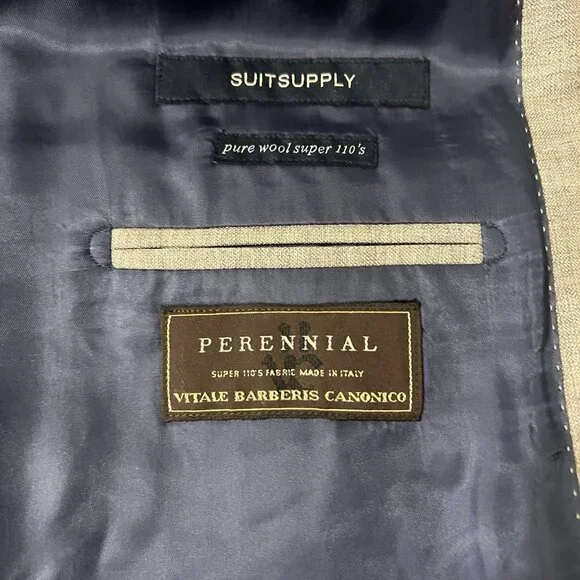 SUITSUPPLY
pure wool super 110's
PERENNIAL
SUPER 110'S FABRIC MADE IN ITALY
VITALE BARBERIS CANONICO